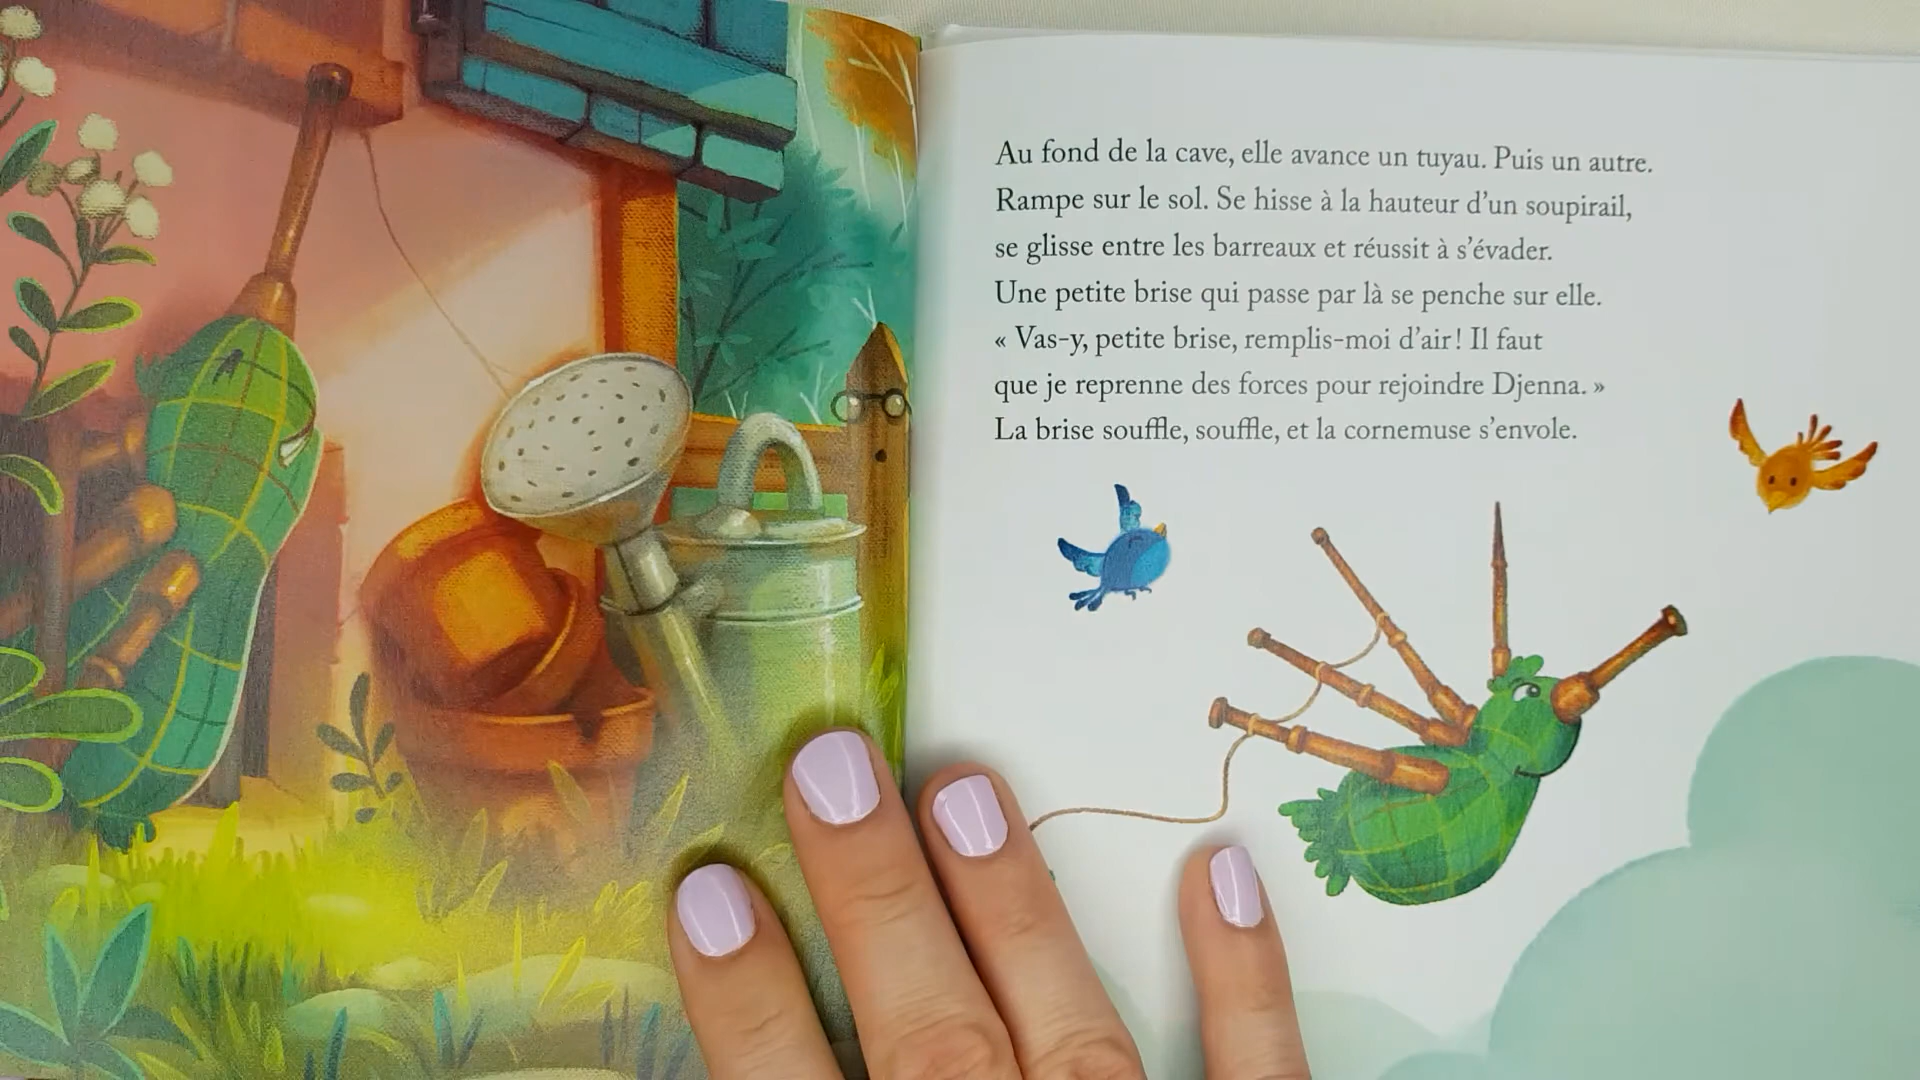 Au fond de la cave, elle avance un tuyau. Puis un autre.
Rampe sur le sol. Se hisse à la hauteur d'un soupirail,
se glisse entre les barreaux et réussit à s'évader.
Une petite brise qui passe par là se penche sur elle.
« Vas-y, petite brise, remplis-moi d'air ! Il faut
que je reprenne des forces pour rejoindre Djenna. »
La brise souffle, souffle, et la cornemuse s'envole.